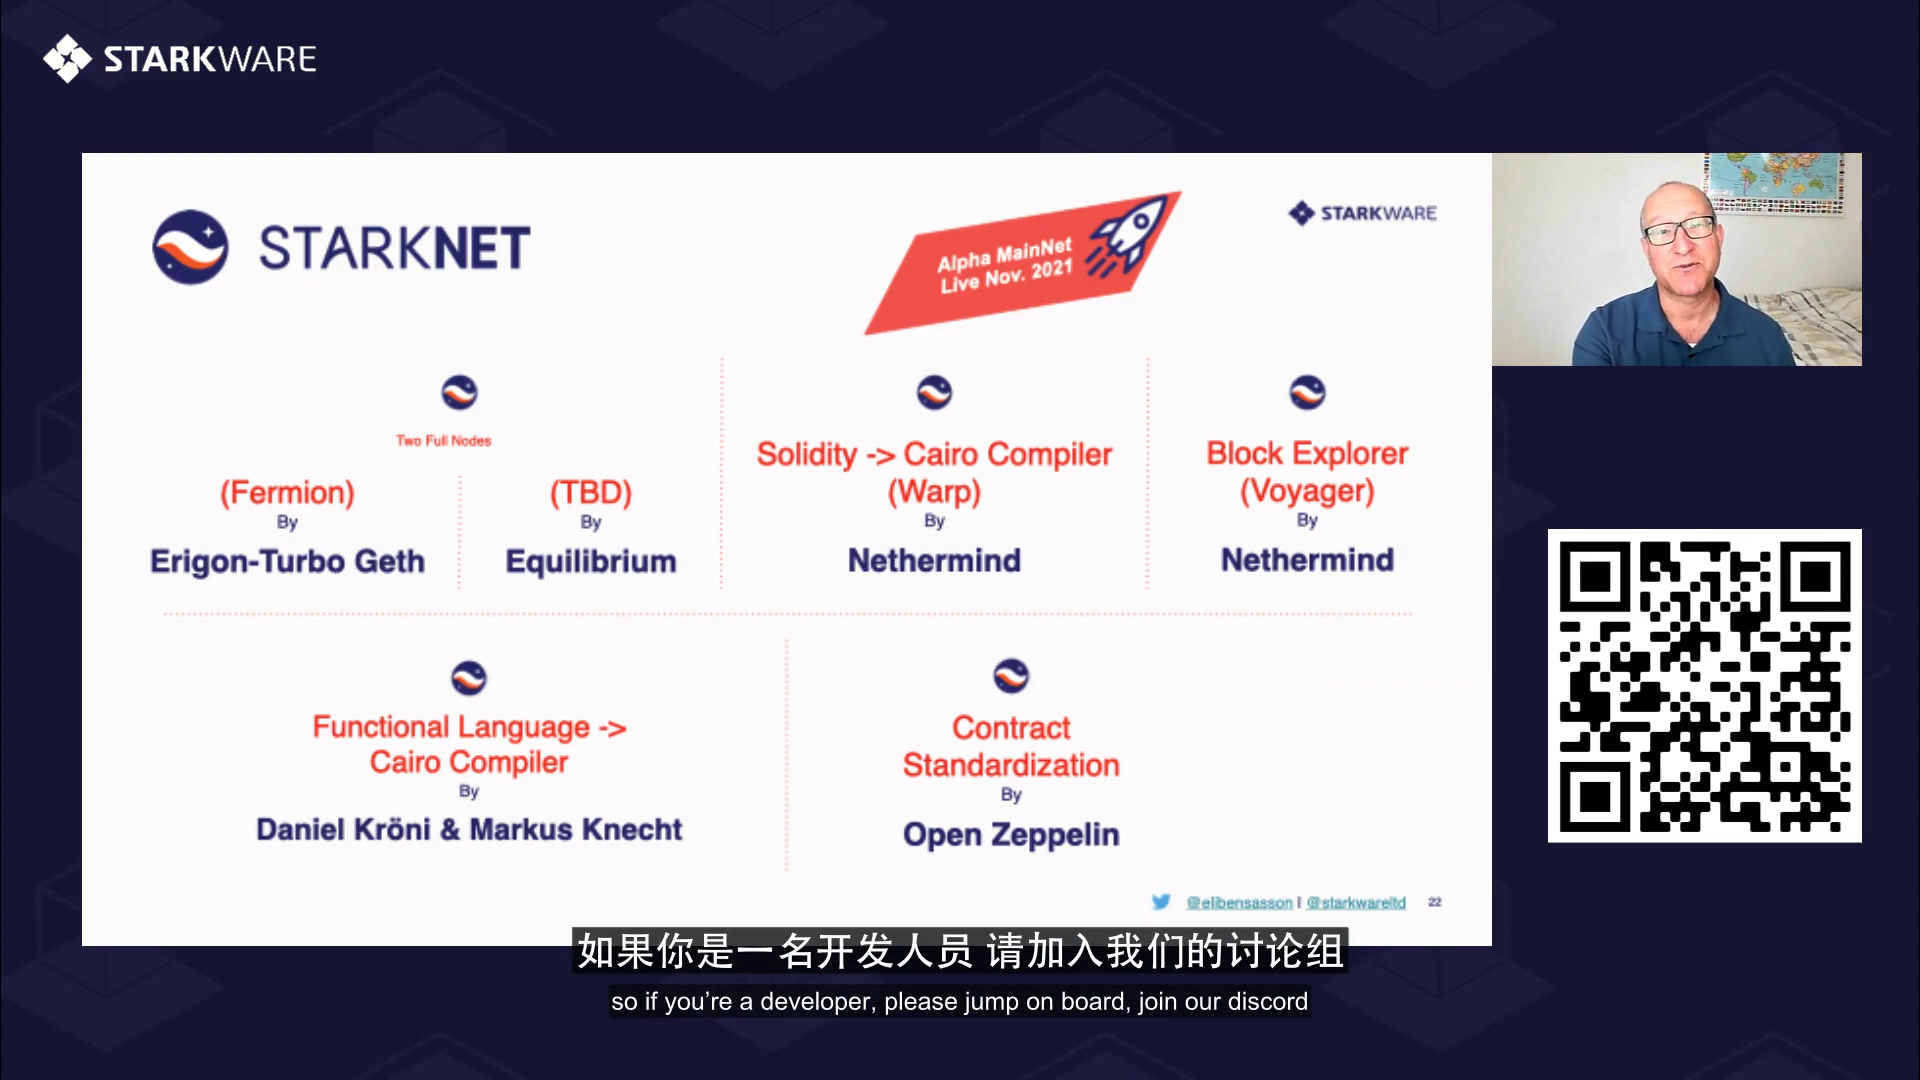 STARKWARE
STARKNET
Alpha MainNet
Live Nov. 2021
STARKWARE
Two Full Nodes
(Fermion)
By
Erigon-Turbo Geth
(TBD)
By
Equilibrium
Solidity -> Cairo Compiler
(Warp)
By
Nethermind
Block Explorer
(Voyager)
By
Nethermind
Functional Language ->
Cairo Compiler
By
Daniel Kröni & Markus Knecht
Contract
Standardization
By
Open Zeppelin
@elibensasson | @starkwareltd 22
如果你是一名开发人员 请加入我们的讨论组
so if you’re a developer, please jump on board, join our discord